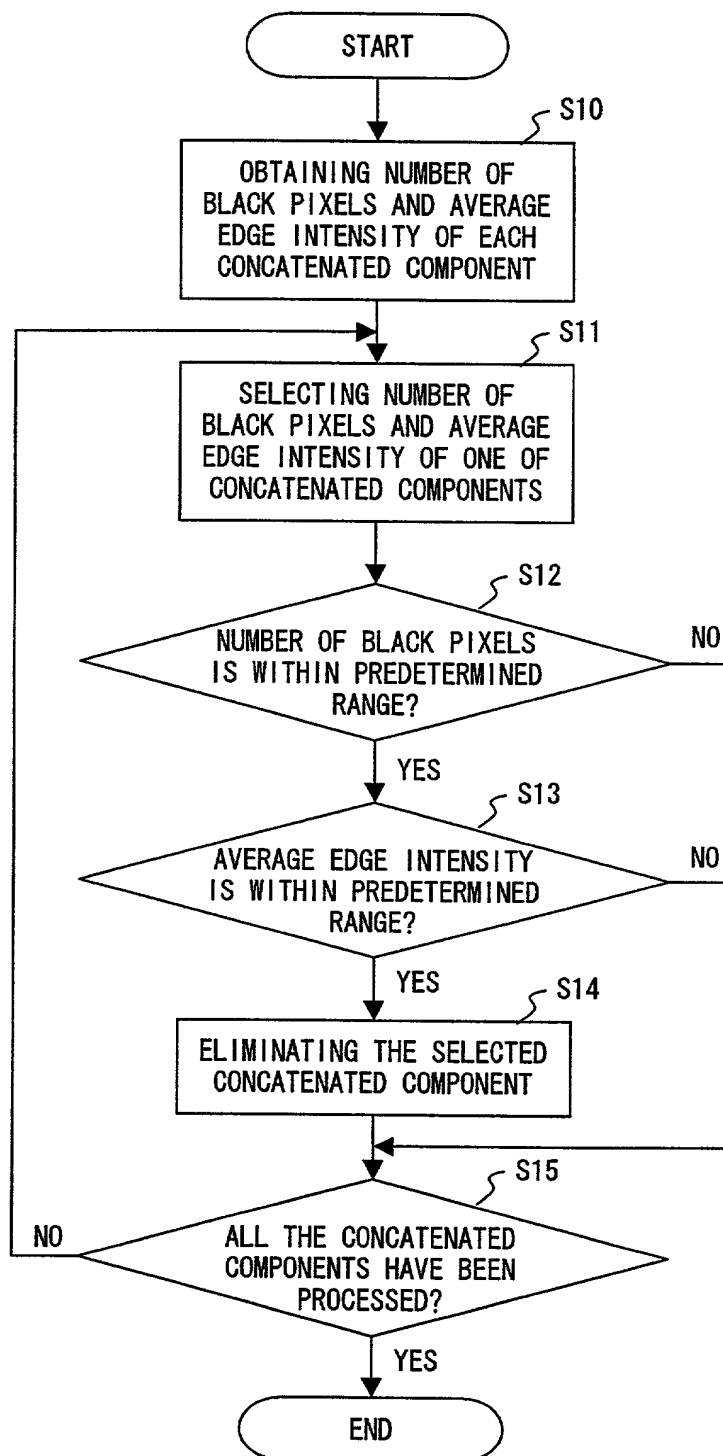 START
S10
OBTAINING NUMBER OF
BLACK PIXELS AND AVERAGE
EDGE INTENSITY OF EACH
CONCATENATED COMPONENT
S11
SELECTING NUMBER OF
BLACK PIXELS AND AVERAGE
EDGE INTENSITY OF ONE OF
CONCATENATED COMPONENTS
S12
NUMBER OF BLACK PIXELS
IS WITHIN PREDETERMINED
RANGE?
NO
YES
S13
AVERAGE EDGE INTENSITY
IS WITHIN PREDETERMINED
RANGE?
NO
YES
S14
ELIMINATING THE SELECTED
CONCATENATED COMPONENT
S15
NO
ALL THE CONCATENATED
COMPONENTS HAVE BEEN
PROCESSED?
YES
END